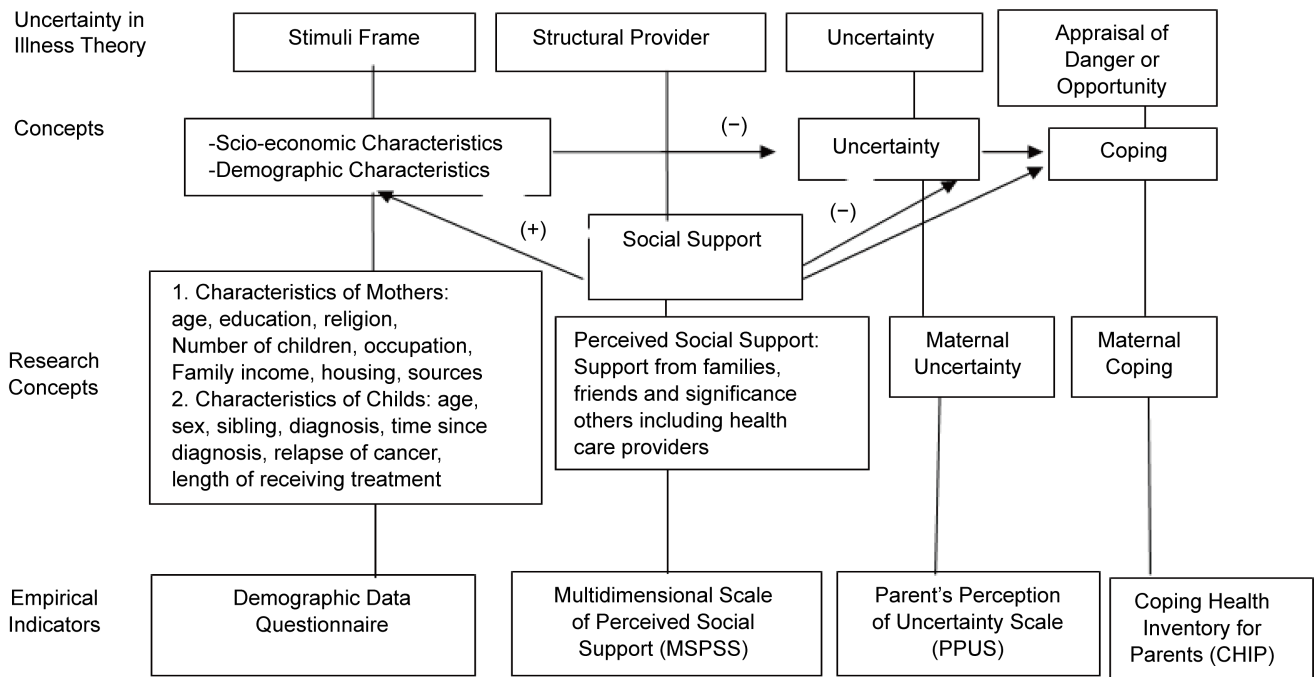 Uncertainty in
Illness Theory
Stimuli Frame
Structural Provider
Uncertainty
Appraisal of
Danger or
Opportunity
Concepts
-Scio-economic Characteristics
-Demographic Characteristics
(−)
Uncertainty
Coping
(+)
Social Support
(−)
Research
Concepts
1. Characteristics of Mothers:
age, education, religion,
Number of children, occupation,
Family income, housing, sources
2. Characteristics of Childs: age,
sex, sibling, diagnosis, time since
diagnosis, relapse of cancer,
length of receiving treatment
Perceived Social Support:
Support from families,
friends and significance
others including health
care providers
Maternal
Uncertainty
Maternal
Coping
Empirical
Indicators
Demographic Data
Questionnaire
Multidimensional Scale
of Perceived Social
Support (MSPSS)
Parent’s Perception
of Uncertainty Scale
(PPUS)
Coping Health
Inventory for
Parents (CHIP)